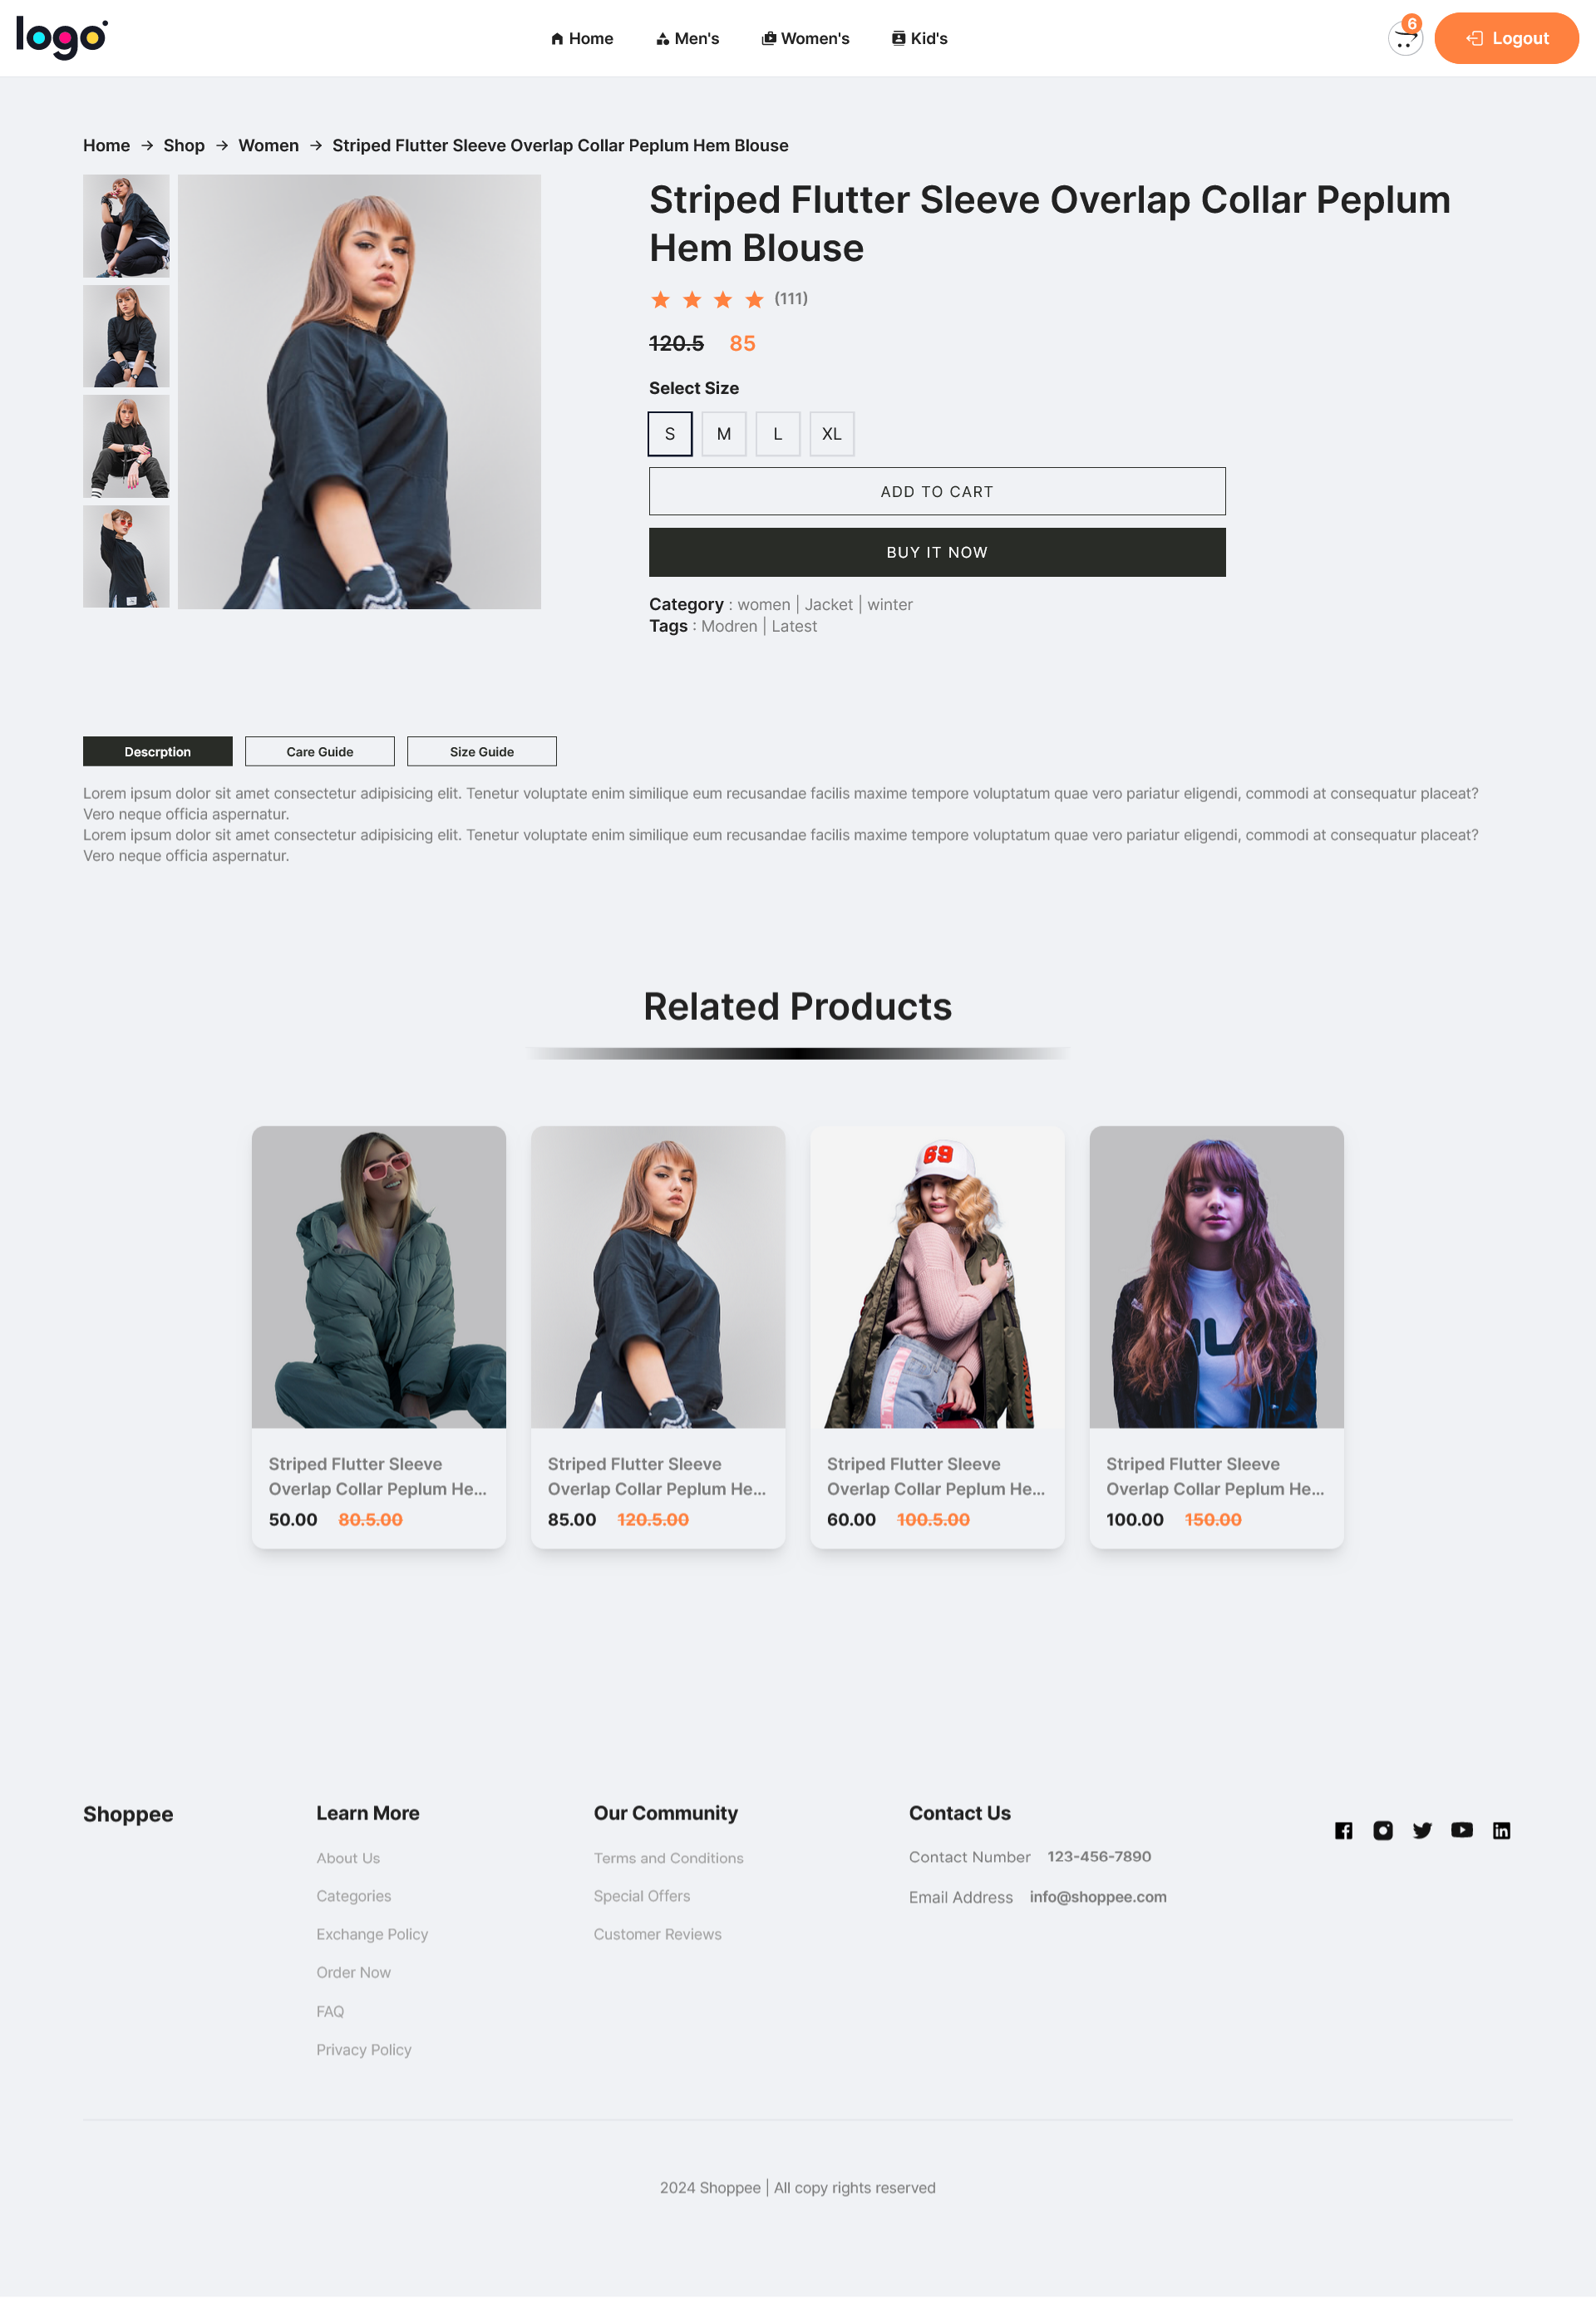 logo
Home
Men's
Women's
Kid's
6
Logout
Home → Shop → Women → Striped Flutter Sleeve Overlap Collar Peplum Hem Blouse
Striped Flutter Sleeve Overlap Collar Peplum
Hem Blouse
(111)
120.5 85
Select Size
S M L XL
ADD TO CART
BUY IT NOW
Category : women | Jacket | winter
Tags : Modren | Latest
Descrption
Care Guide
Size Guide
Lorem ipsum dolor sit amet consectetur adipisicing elit. Tenetur voluptate enim similique eum recusandae facilis maxime tempore voluptatum quae vero pariatur eligendi, commodi at consequatur placeat?
Vero neque officia aspernatur.
Lorem ipsum dolor sit amet consectetur adipisicing elit. Tenetur voluptate enim similique eum recusandae facilis maxime tempore voluptatum quae vero pariatur eligendi, commodi at consequatur placeat?
Vero neque officia aspernatur.
Related Products
Striped Flutter Sleeve
Overlap Collar Peplum He...
50.00 80.5.00
Striped Flutter Sleeve
Overlap Collar Peplum He...
85.00 120.5.00
69
Striped Flutter Sleeve
Overlap Collar Peplum He...
60.00 100.5.00
Striped Flutter Sleeve
Overlap Collar Peplum He...
100.00 150.00
Shoppee
Learn More
About Us
Categories
Exchange Policy
Order Now
FAQ
Privacy Policy
Our Community
Terms and Conditions
Special Offers
Customer Reviews
Contact Us
Contact Number 123-456-7890
Email Address info@shoppee.com
2024 Shoppee | All copy rights reserved